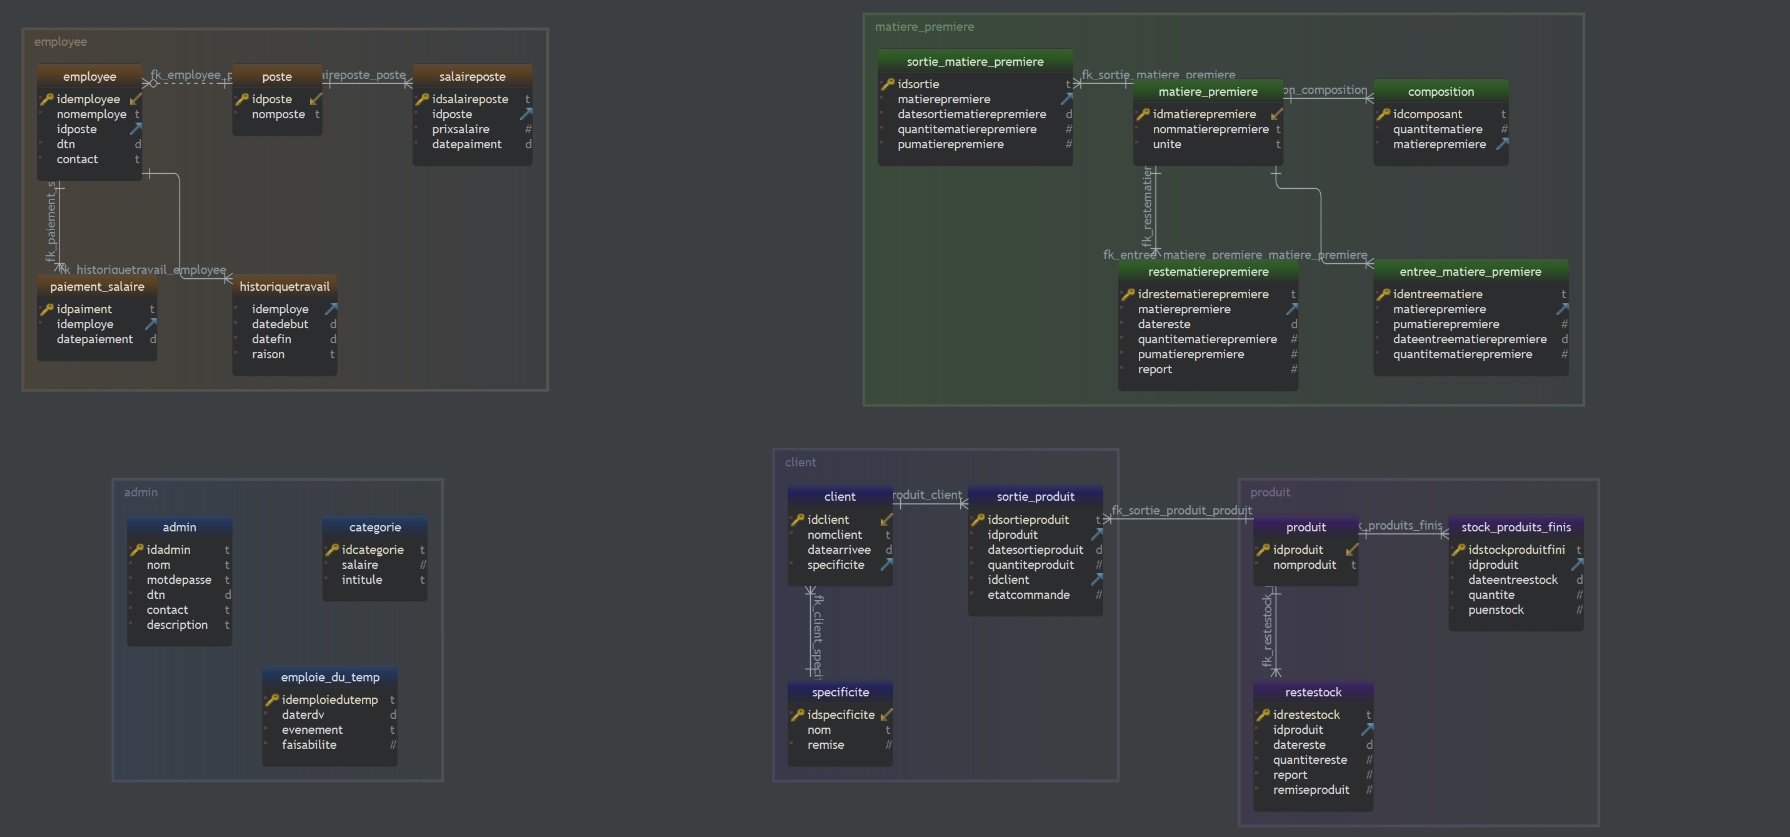 employee
employee
idemployee
nomemploye t
idposte
dtn d
contact t
fk_employee_p
poste
idposte
nomposte t
ireposte_poste
salaireposte
idsalaireposte t
idposte
prixsalaire #
datepaiment d
fk_paiement_s
fk_historiquetravail_employee
paiement_salaire
idpaiment t
idemploye
datepaiement d
historiquetravail
idemploye
datedebut d
datefin d
raison t
matiere_premiere
sortie_matiere_premiere
idsortie t
matierepremiere
datesortiematierepremiere d
quantitematierepremiere #
pumatierepremiere #
fk_sortie_matiere_premiere
matiere_premiere
idmatierepremiere
nommatierepremiere t
unite t
on_composition
composition
idcomposant t
quantitematiere #
matierepremiere
fk_restematier
fk_entree_matiere_premiere_matiere_premiere
restematierepremiere
idrestematierepremiere t
matierepremiere
datereste d
quantitematierepremiere #
pumatierepremiere #
report #
entree_matiere_premiere
identreematiere t
matierepremiere
pumatierepremiere #
dateentreematierepremiere d
quantitematierepremiere #
admin
admin
idadmin t
nom t
motdepasse t
dtn d
contact t
description t
categorie
idcategorie t
salaire #
intitule t
emploie_du_temp
idemploiedutemp t
daterdv d
evenement t
faisabilite #
client
client
idclient
nomclient t
datearrivee d
specificite
roduit_client
sortie_produit
idsortieproduit t
idproduit
datesortieproduit d
quantiteproduit #
idclient
etatcommande #
fk_client_specif
specificite
idspecificite
nom t
remise #
fk_sortie_produit_produit
produit
produit
idproduit
nomproduit t
_produits_finis
stock_produits_finis
idstockproduitfini t
idproduit
dateentreestock d
quantite #
puenstock #
fk_restestock_
restestock
idrestestock t
idproduit
datereste d
quantitereste #
report #
remiseproduit #